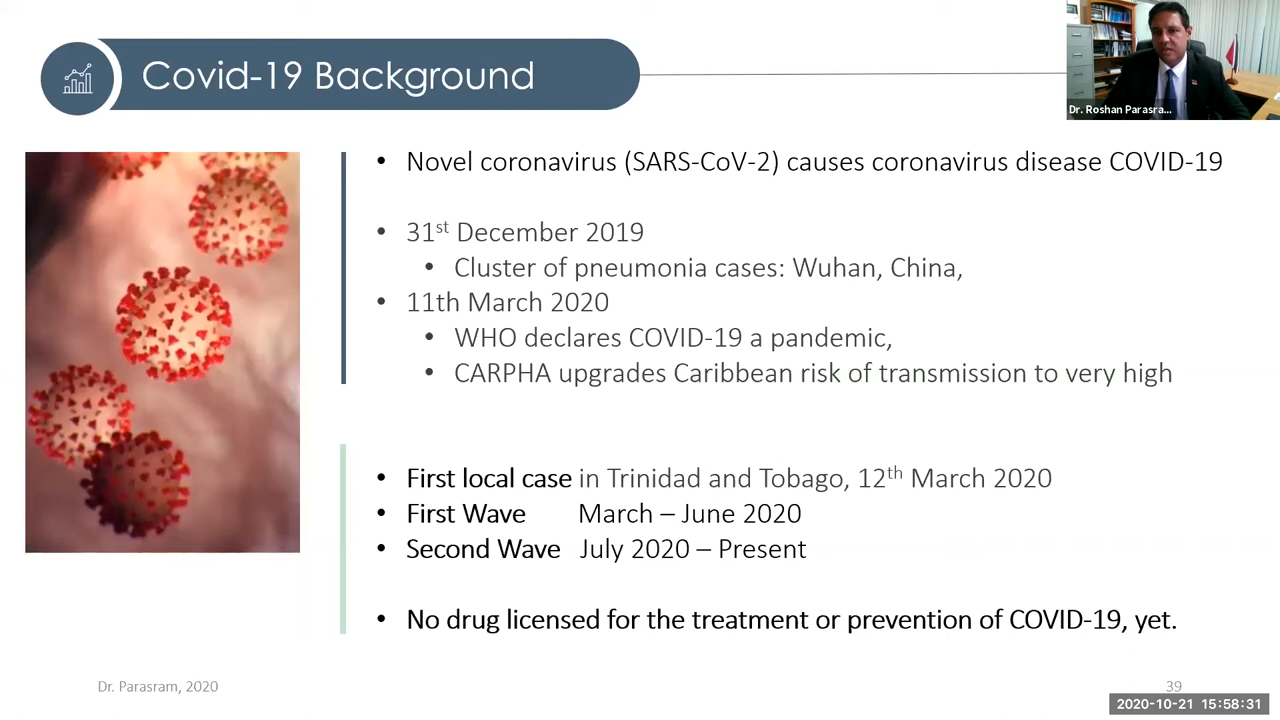 Covid-19 Background
Dr. Roshan Parasra...
• Novel coronavirus (SARS-CoV-2) causes coronavirus disease COVID-19
• 31st December 2019
• Cluster of pneumonia cases: Wuhan, China,
• 11th March 2020
• WHO declares COVID-19 a pandemic,
• CARPHA upgrades Caribbean risk of transmission to very high
• First local case in Trinidad and Tobago, 12th March 2020
• First Wave March – June 2020
• Second Wave July 2020 – Present
• No drug licensed for the treatment or prevention of COVID-19, yet.
Dr. Parasram, 2020
39
2020-10-21 15:58:31